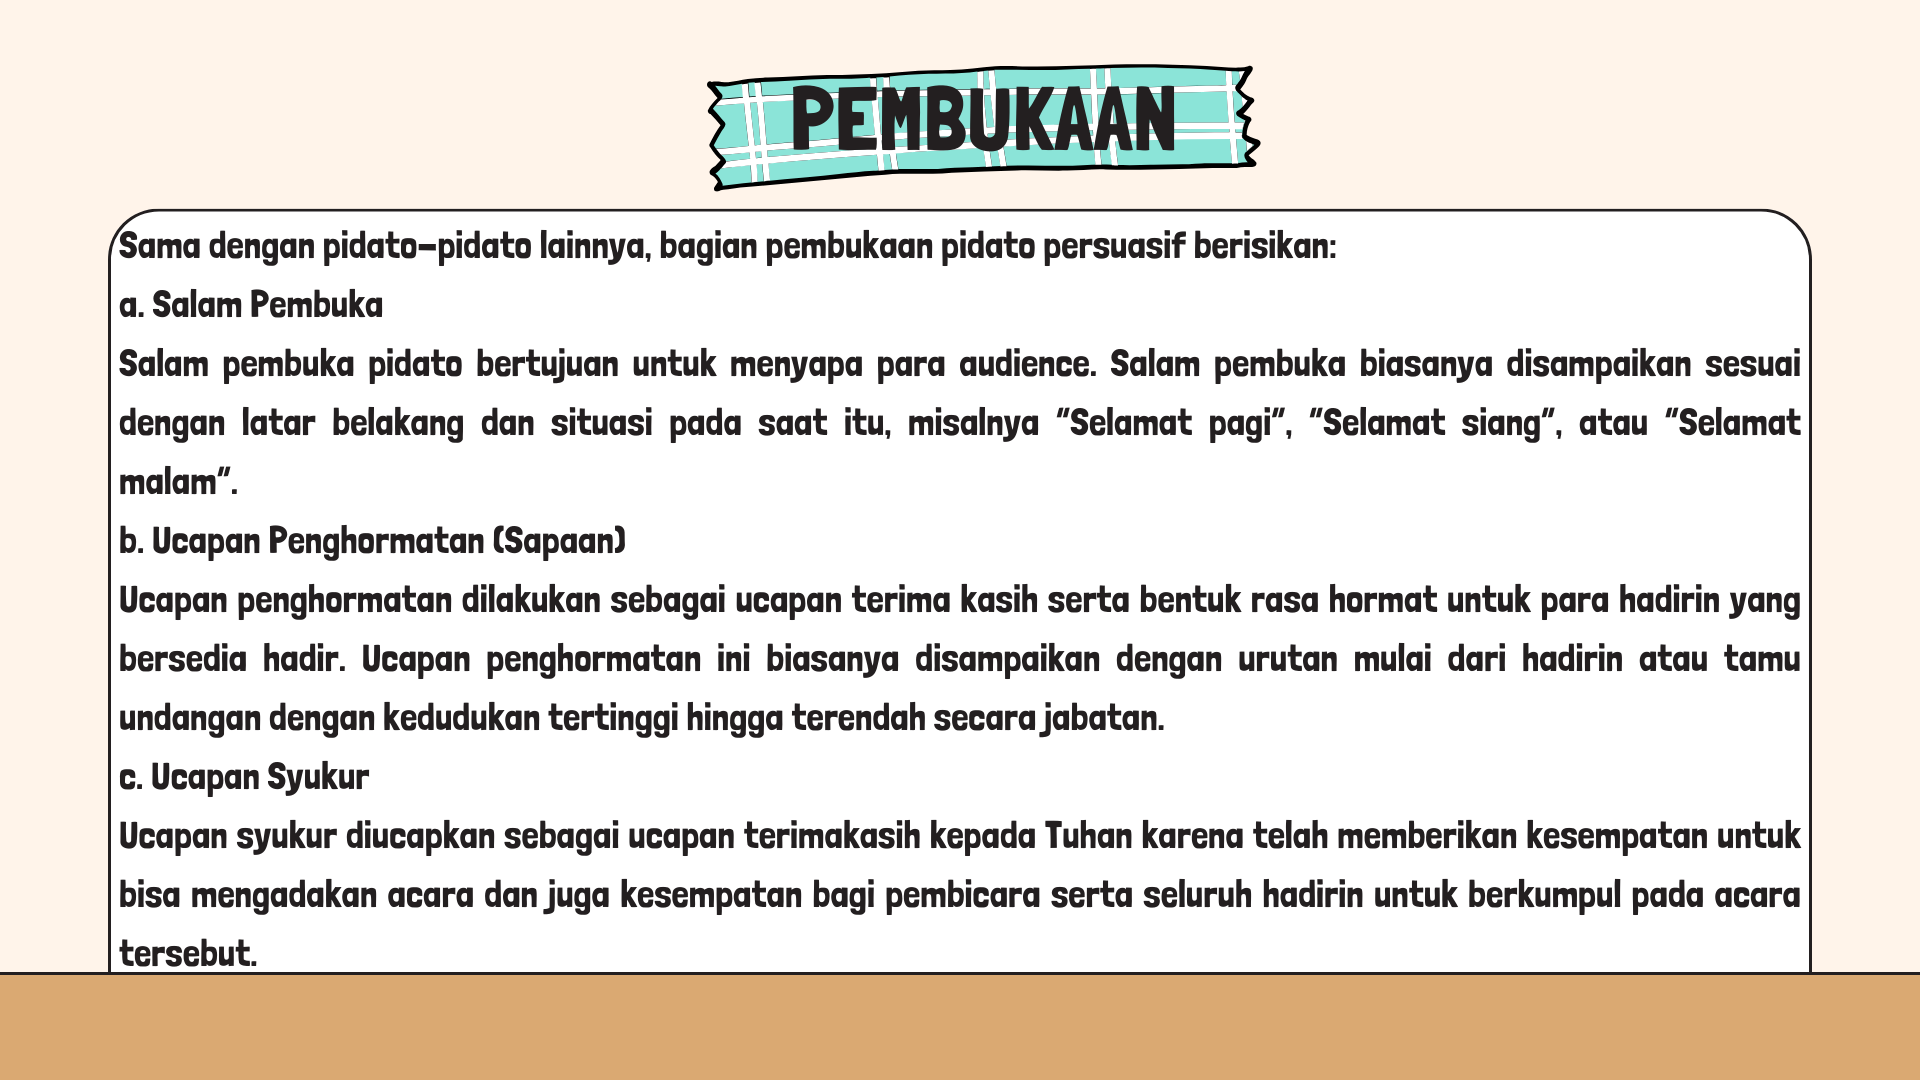 PEMBUKAAN
Sama dengan pidato-pidato lainnya, bagian pembukaan pidato persuasif berisikan:
a. Salam Pembuka
Salam pembuka pidato bertujuan untuk menyapa para audience. Salam pembuka biasanya disampaikan sesuai
dengan latar belakang dan situasi pada saat itu, misalnya “Selamat pagi”, “Selamat siang”, atau “Selamat
malam”.
b. Ucapan Penghormatan (Sapaan)
Ucapan penghormatan dilakukan sebagai ucapan terima kasih serta bentuk rasa hormat untuk para hadirin yang
bersedia hadir. Ucapan penghormatan ini biasanya disampaikan dengan urutan mulai dari hadirin atau tamu
undangan dengan kedudukan tertinggi hingga terendah secara jabatan.
c. Ucapan Syukur
Ucapan syukur diucapkan sebagai ucapan terimakasih kepada Tuhan karena telah memberikan kesempatan untuk
bisa mengadakan acara dan juga kesempatan bagi pembicara serta seluruh hadirin untuk berkumpul pada acara
tersebut.